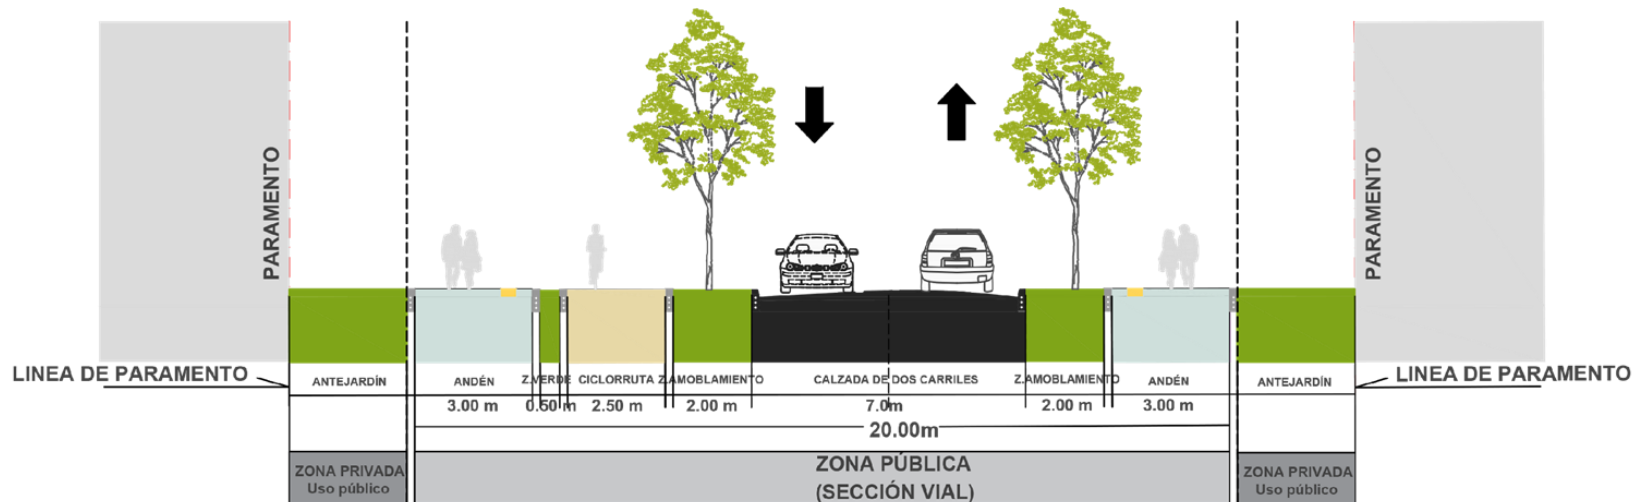 PARAMENTO
PARAMENTO
LINEA DE PARAMENTO
ANTEJARDÍN
ANDÉN
Z.VERDE
CICLORRUTA
Z.AMOBLAMIENTO
CALZADA DE DOS CARRILES
Z.AMOBLAMIENTO
ANDÉN
ANTEJARDÍN
LINEA DE PARAMENTO
3.00 m
0.50 m
2.50 m
2.00 m
7.0m
2.00 m
3.00 m
20.00m
ZONA PRIVADA
Uso público
ZONA PÚBLICA
(SECCIÓN VIAL)
ZONA PRIVADA
Uso público